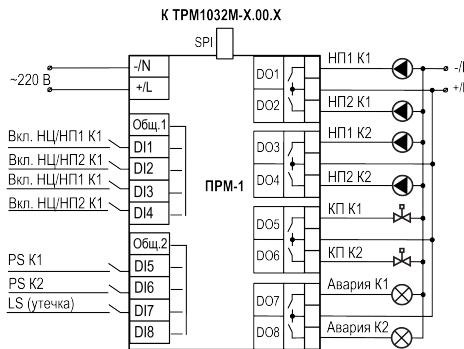 К ТРМ1032М-Х.00.Х
SPI
~220 В
-/N
+/L
Общ.1
Вкл. НЦ/НП1 К1
DI1
Вкл. НЦ/НП2 К1
DI2
Вкл. НЦ/НП1 К1
DI3
Вкл. НЦ/НП2 К1
DI4
Общ.2
PS К1
DI5
PS К2
DI6
LS (утечка)
DI7
DI8
ПРМ-1
DO1
НП1 К1
DO2
НП2 К1
DO3
НП1 К2
DO4
НП2 К2
DO5
КП К1
DO6
КП К2
DO7
Авария К1
DO8
Авария К2